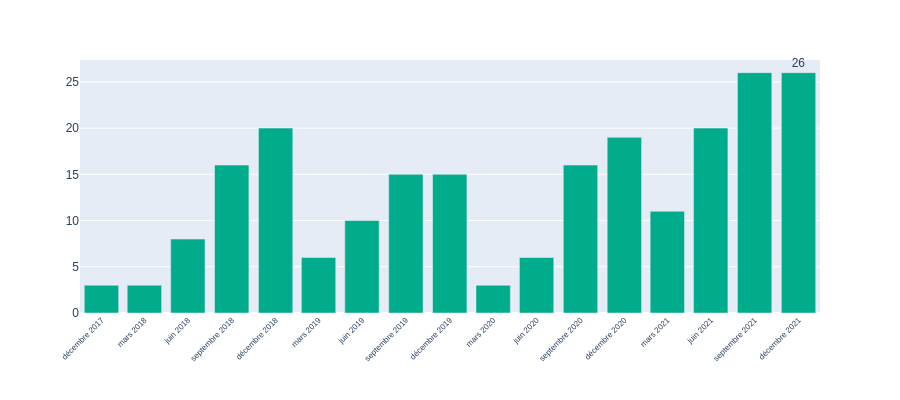 26
25
20
15
10
5
0
décembre 2017
mars 2018
juin 2018
septembre 2018
décembre 2018
mars 2019
juin 2019
septembre 2019
décembre 2019
mars 2020
juin 2020
septembre 2020
décembre 2020
mars 2021
juin 2021
septembre 2021
décembre 2021